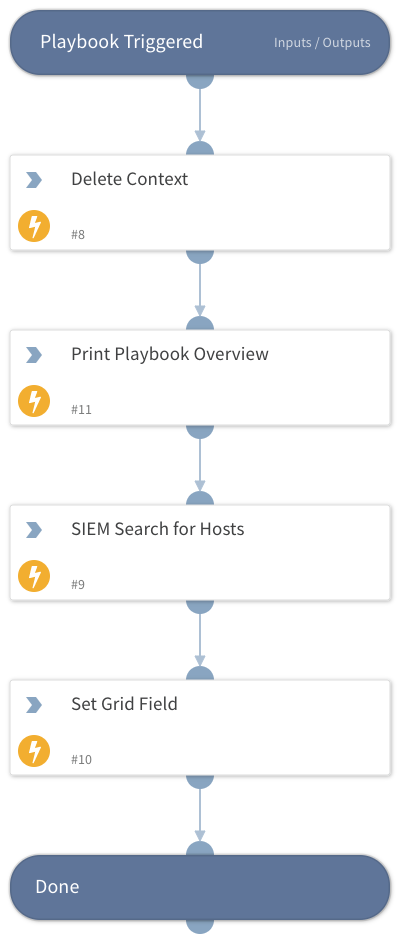 Playbook Triggered Inputs / Outputs
Delete Context
#8
Print Playbook Overview
#11
SIEM Search for Hosts
#9
Set Grid Field
#10
Done